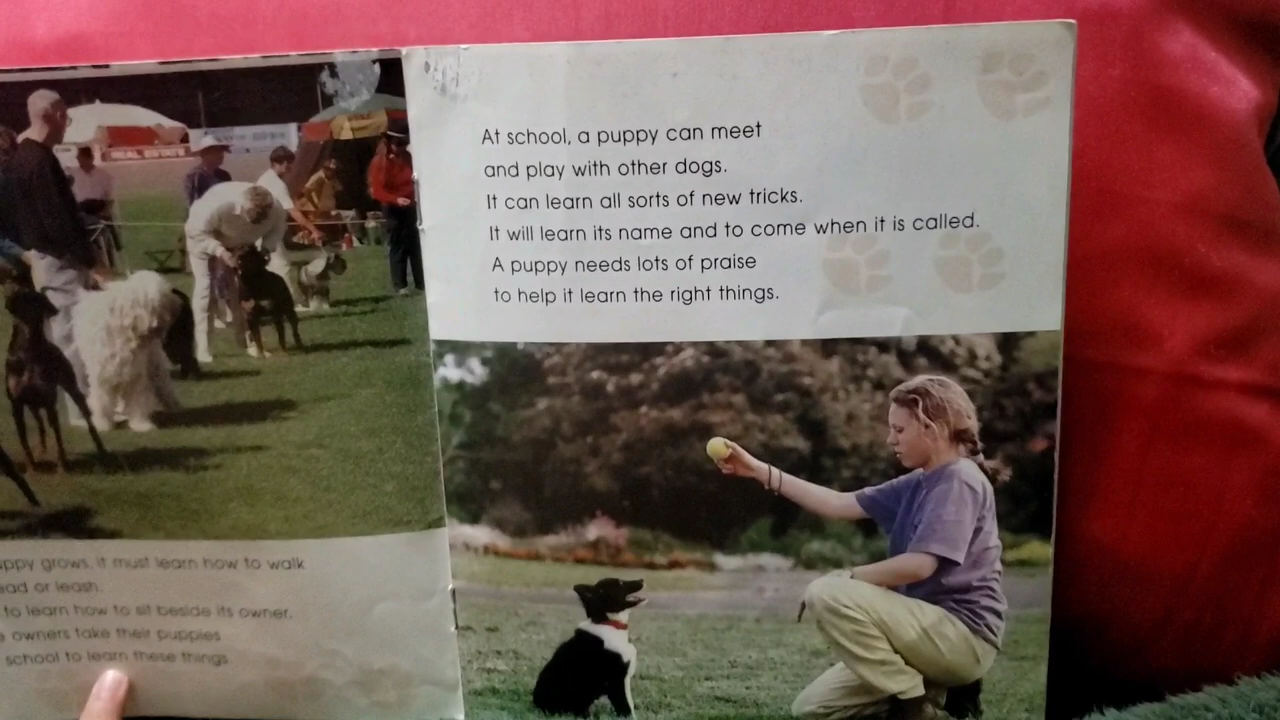 REAL ESTATE
grows, it must learn how to walk
or leash.
to learn how to sit beside its owner.
owners take their puppies
school to learn these things
At school, a puppy can meet
and play with other dogs.
It can learn all sorts of new tricks.
It will learn its name and to come when it is called.
A puppy needs lots of praise
to help it learn the right things.